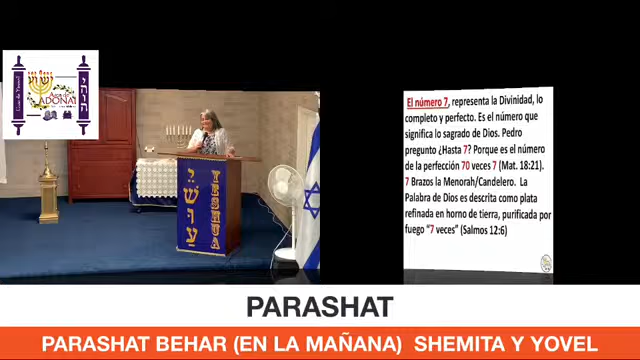 ADONAI
El número 7, representa la Divinidad, lo
completo y perfecto. Es el número que
significa lo sagrado de Dios. Pedro
pregunto ¿Hasta 7? Porque es el número
de la perfección 70 veces 7 (Mat. 18:21).
7 Brazos la Menorah/Candelero. La
Palabra de Dios es descrita como plata
refinada en horno de tierra, purificada por
fuego “7 veces” (Salmos 12:6)
ישוע
YESHUA
PARASHAT
PARASHAT BEHAR (EN LA MAÑANA) SHEMITA Y YOVEL